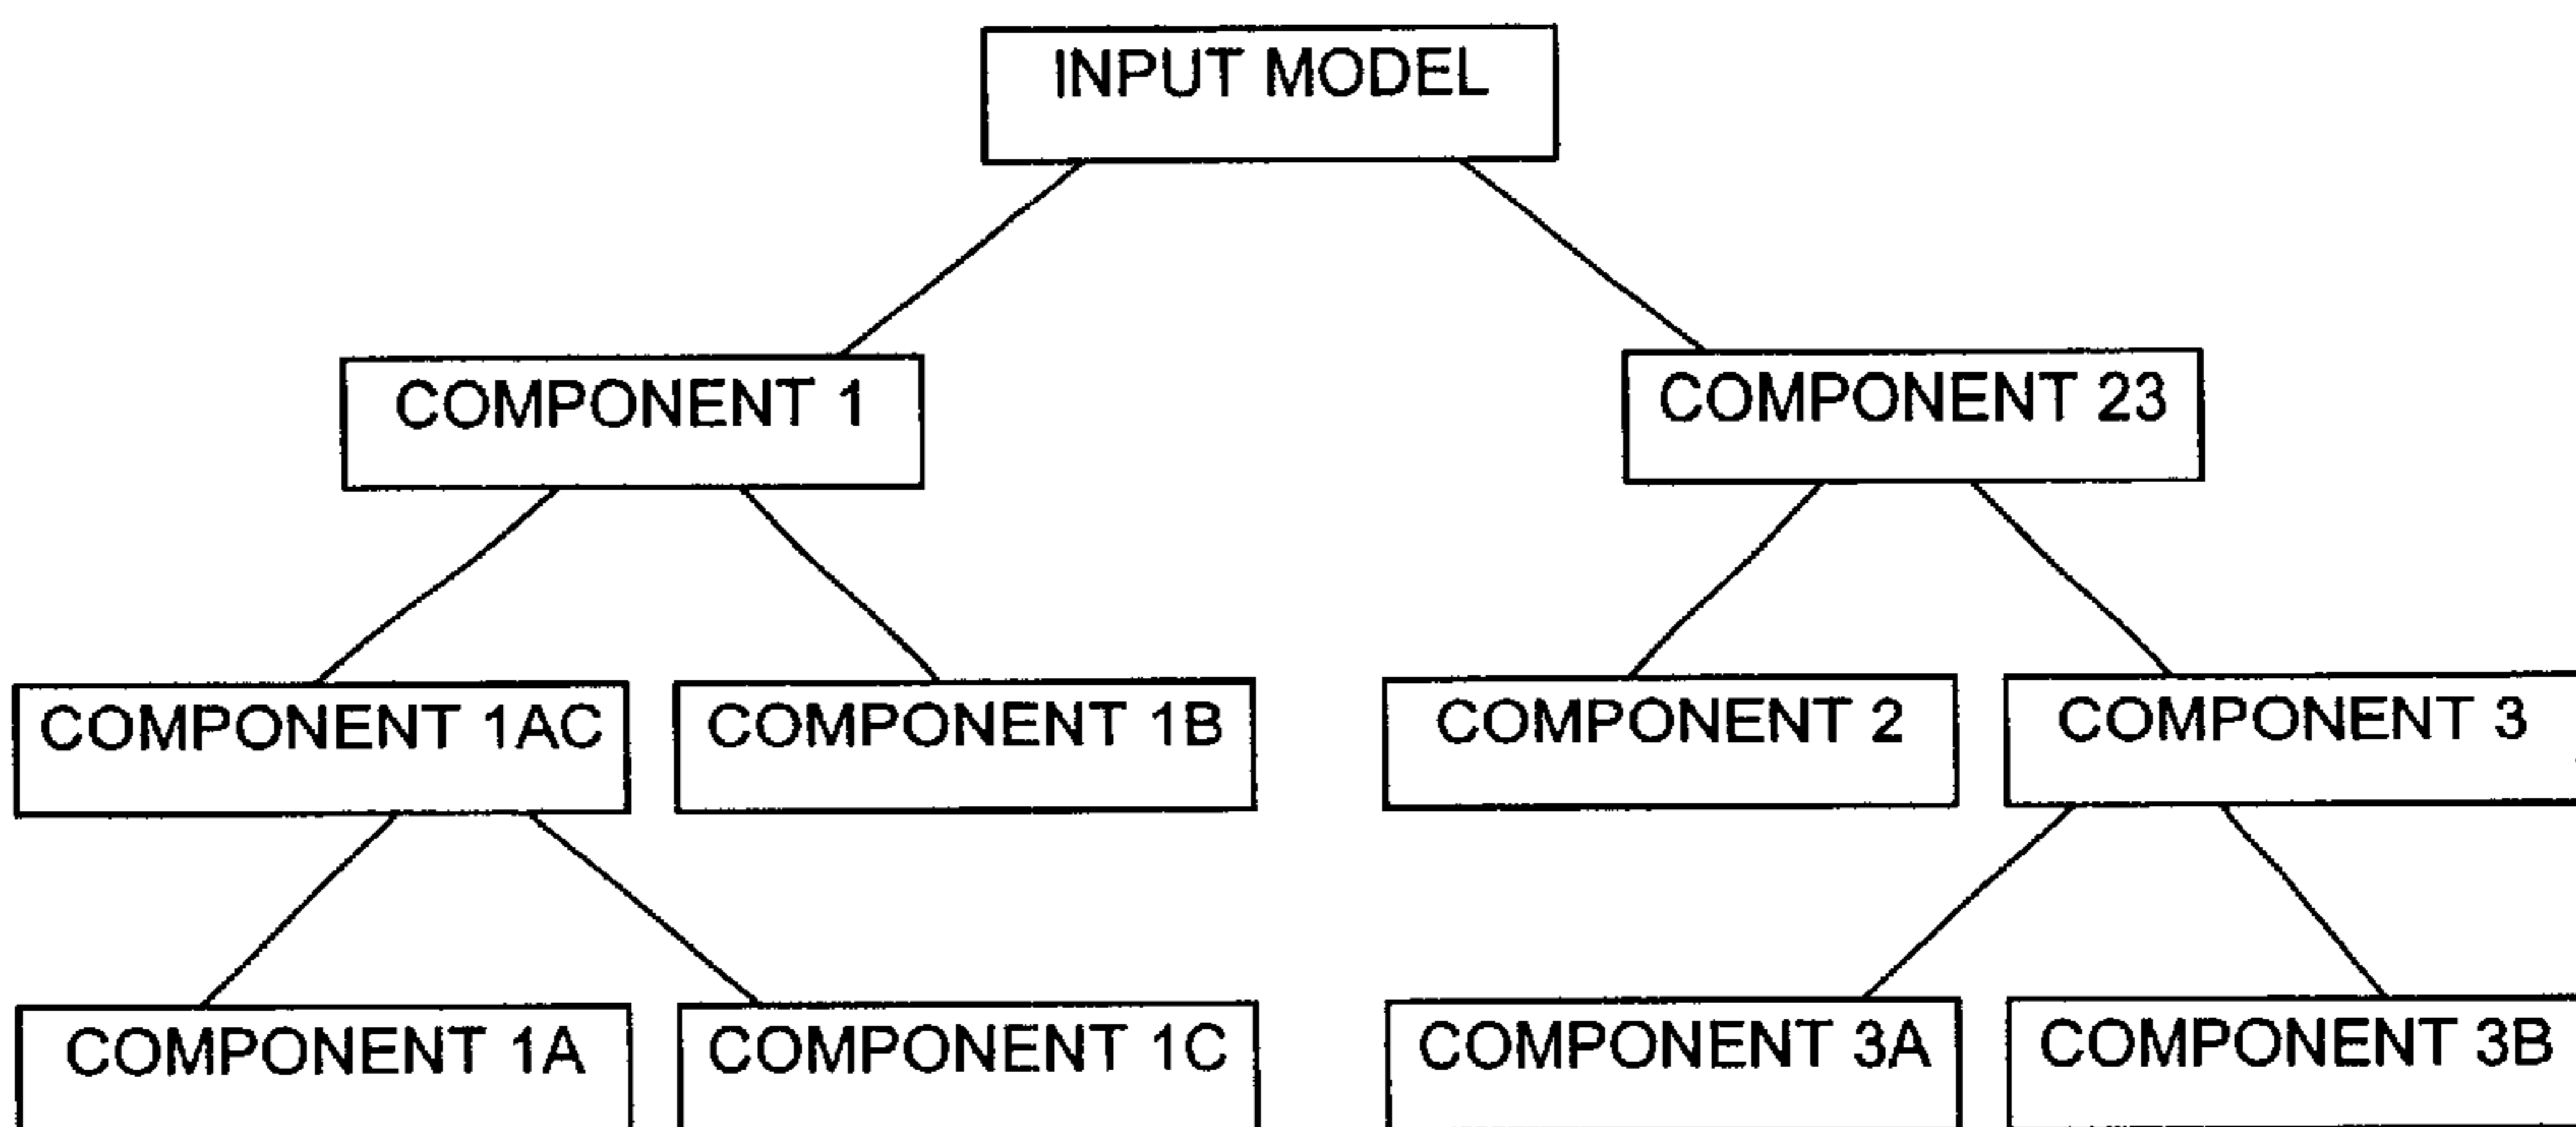 INPUT MODEL
COMPONENT 1
COMPONENT 23
COMPONENT 1AC
COMPONENT 1B
COMPONENT 2
COMPONENT 3
COMPONENT 1A
COMPONENT 1C
COMPONENT 3A
COMPONENT 3B